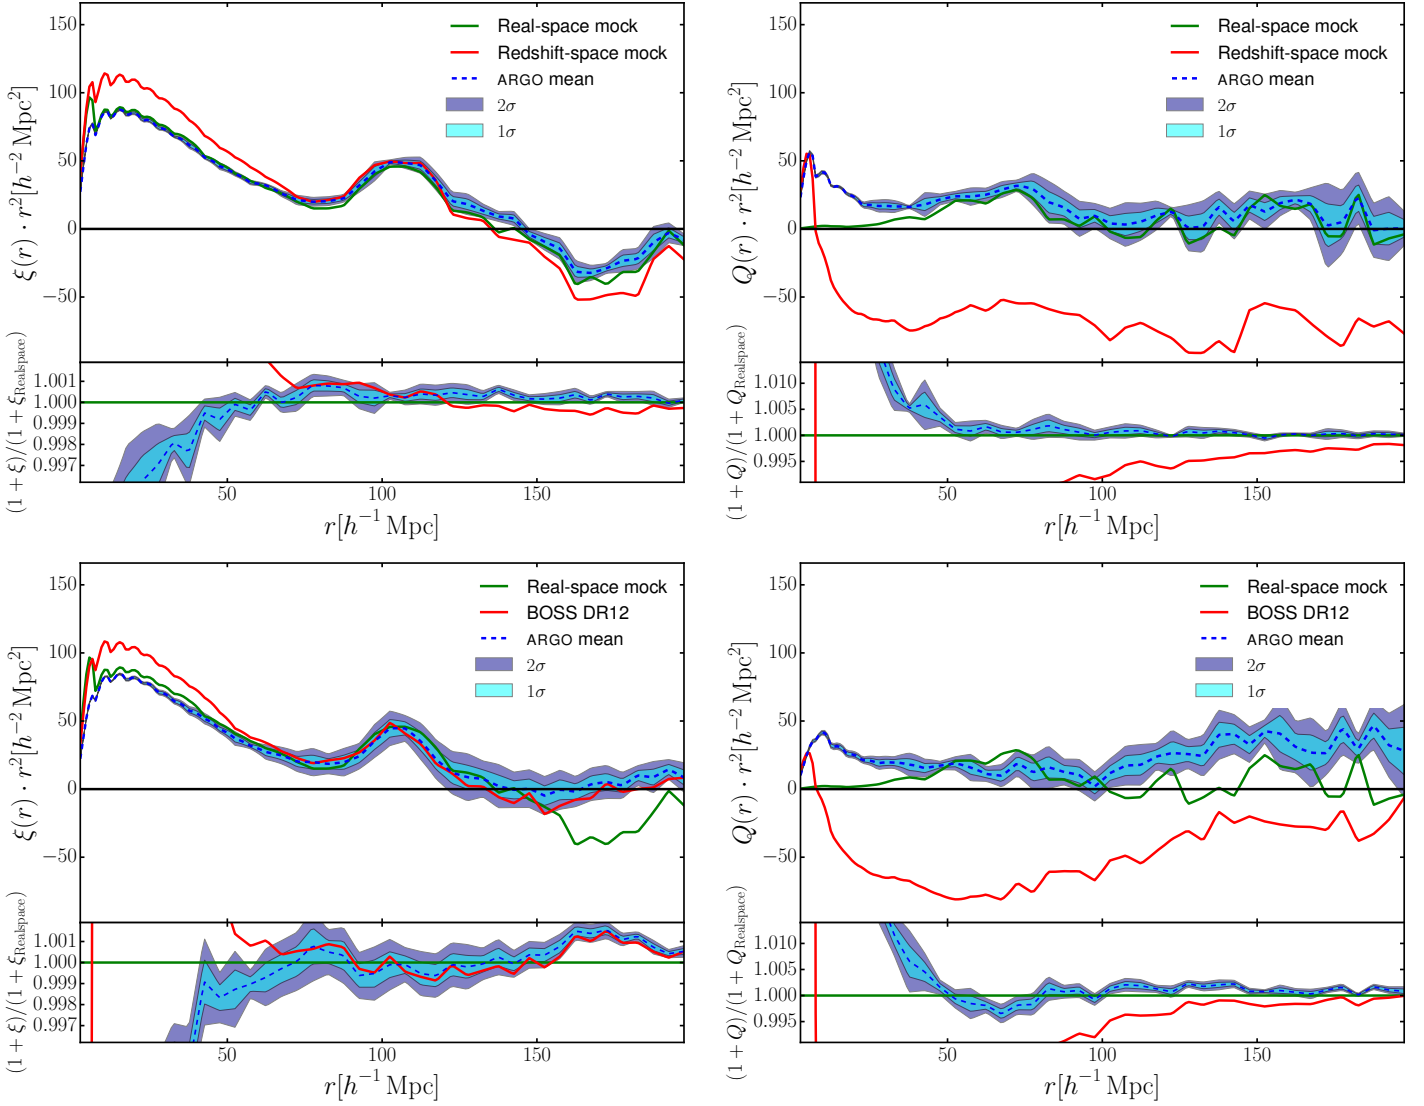 150
100
50
0
−50
ξ(r) · r²[h⁻² Mpc²]
Real-space mock
Redshift-space mock
ARGO mean
2σ
1σ
1.001
1.000
0.999
0.998
0.997
(1 + ξ)/(1 + ξRealspace)
50
100
150
r[h⁻¹ Mpc]
150
100
50
0
−50
Q(r) · r²[h⁻² Mpc²]
Real-space mock
Redshift-space mock
ARGO mean
2σ
1σ
1.010
1.005
1.000
0.995
(1 + Q)/(1 + QRealspace)
50
100
150
r[h⁻¹ Mpc]
150
100
50
0
−50
ξ(r) · r²[h⁻² Mpc²]
Real-space mock
BOSS DR12
ARGO mean
2σ
1σ
1.001
1.000
0.999
0.998
0.997
(1 + ξ)/(1 + ξRealspace)
50
100
150
r[h⁻¹ Mpc]
150
100
50
0
−50
Q(r) · r²[h⁻² Mpc²]
Real-space mock
BOSS DR12
ARGO mean
2σ
1σ
1.010
1.005
1.000
0.995
(1 + Q)/(1 + QRealspace)
50
100
150
r[h⁻¹ Mpc]